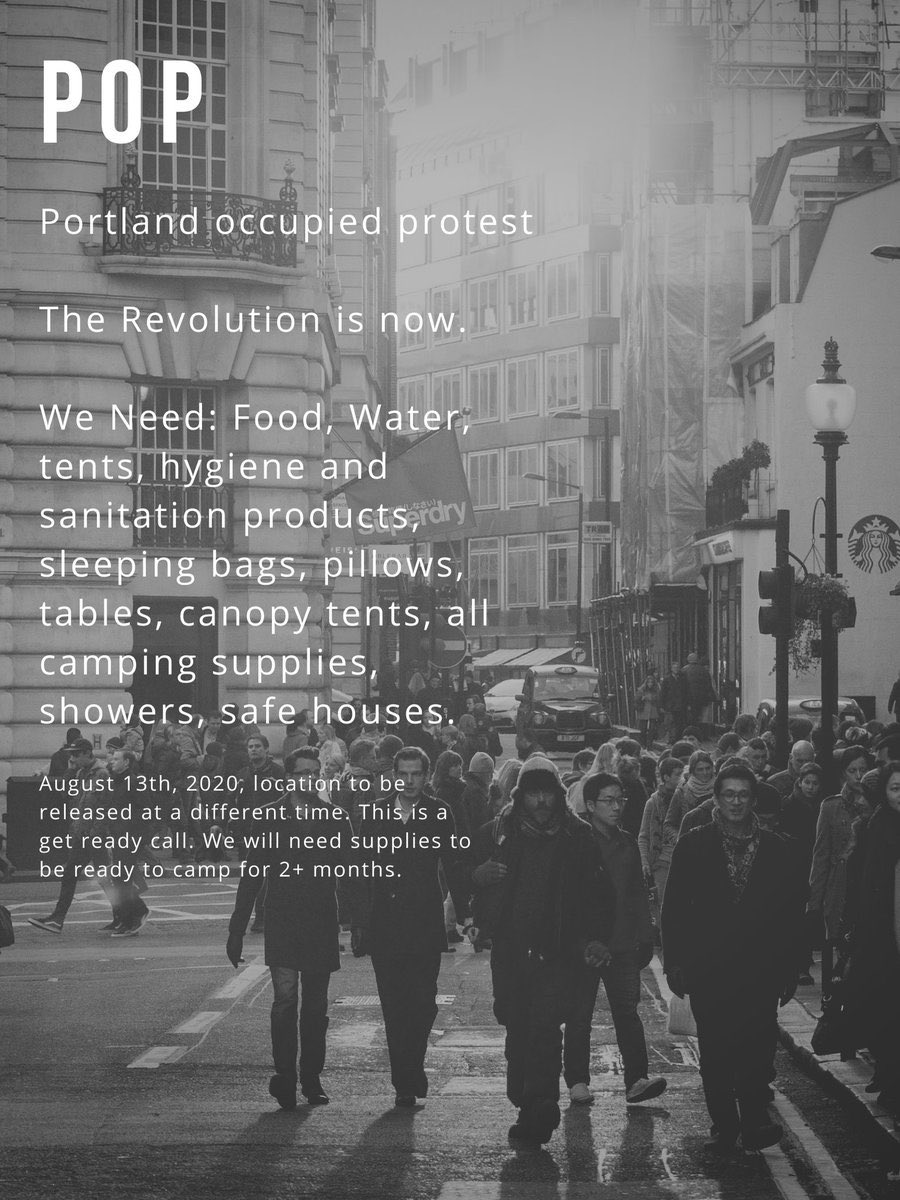 POP
Portland occupied protest
The Revolution is now.
We Need: Food, Water,
tents, hygiene and
sanitation products,
sleeping bags, pillows,
tables, canopy tents, all
camping supplies,
showers, safe houses.
August 13th, 2020; location to be
released at a different time. This is a
get ready call. We will need supplies to
be ready to camp for 2+ months.
Superdry